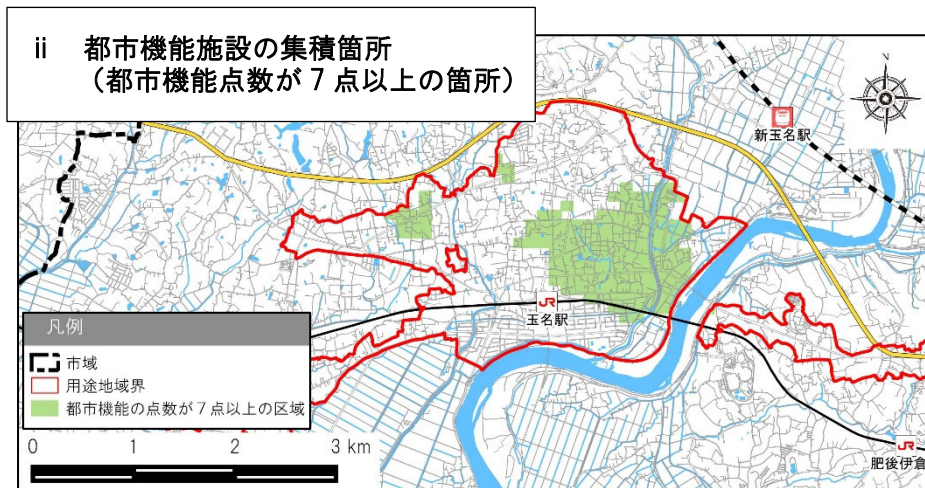 ⅱ 都市機能施設の集積箇所
（都市機能点数が７点以上の箇所）
N
新玉名駅
JR
玉名駅
凡例
市域
用途地域界
都市機能の点数が７点以上の区域
0 1 2 3 km
JR
肥後伊倉